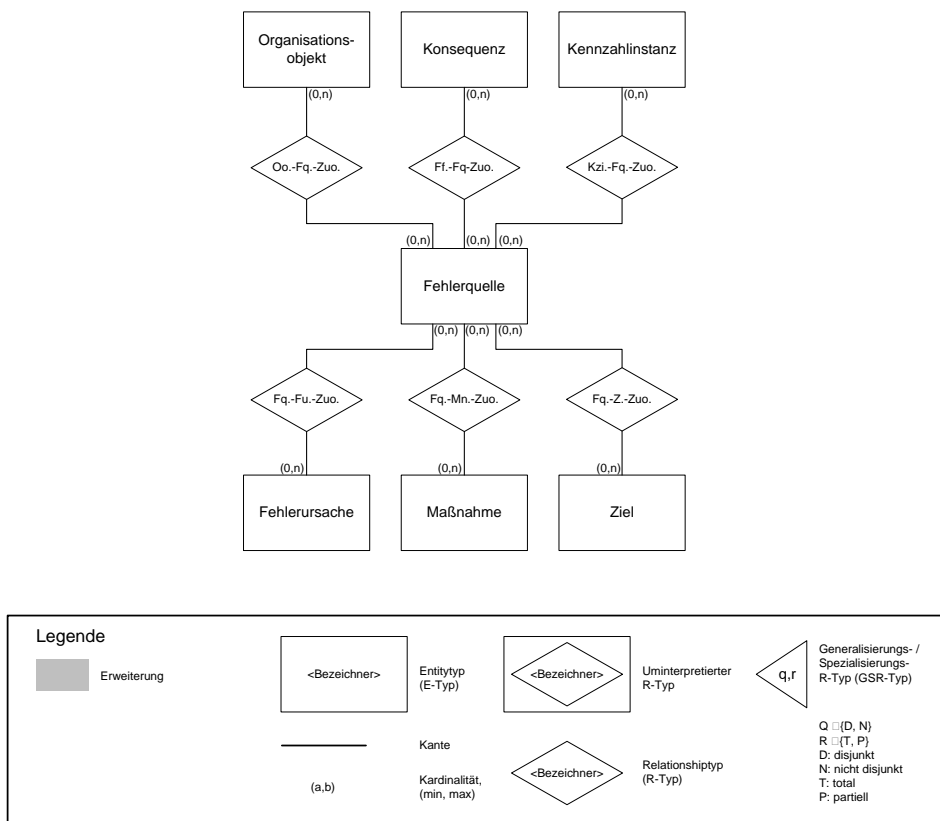 Organisations-
objekt
Konsequenz
Kennzahlinstanz
(0,n)
(0,n)
(0,n)
Oo.-Fq.-Zuo.
Ff.-Fq-Zuo.
Kzi.-Fq.-Zuo.
(0,n)
(0,n)
(0,n)
Fehlerquelle
(0,n)
(0,n)
(0,n)
Fq.-Fu.-Zuo.
Fq.-Mn.-Zuo.
Fq.-Z.-Zuo.
(0,n)
(0,n)
(0,n)
Fehlerursache
Maßnahme
Ziel
Legende
Erweiterung
<Bezeichner>
Entitytyp
(E-Typ)
<Bezeichner>
Uminterpretierter
R-Typ
q,r
Generalisierungs- /
Spezialisierungs-
R-Typ (GSR-Typ)
Kante
(a,b)
Kardinalität,
(min, max)
<Bezeichner>
Relationshiptyp
(R-Typ)
Q □{D, N}
R □{T, P}
D: disjunkt
N: nicht disjunkt
T: total
P: partiell